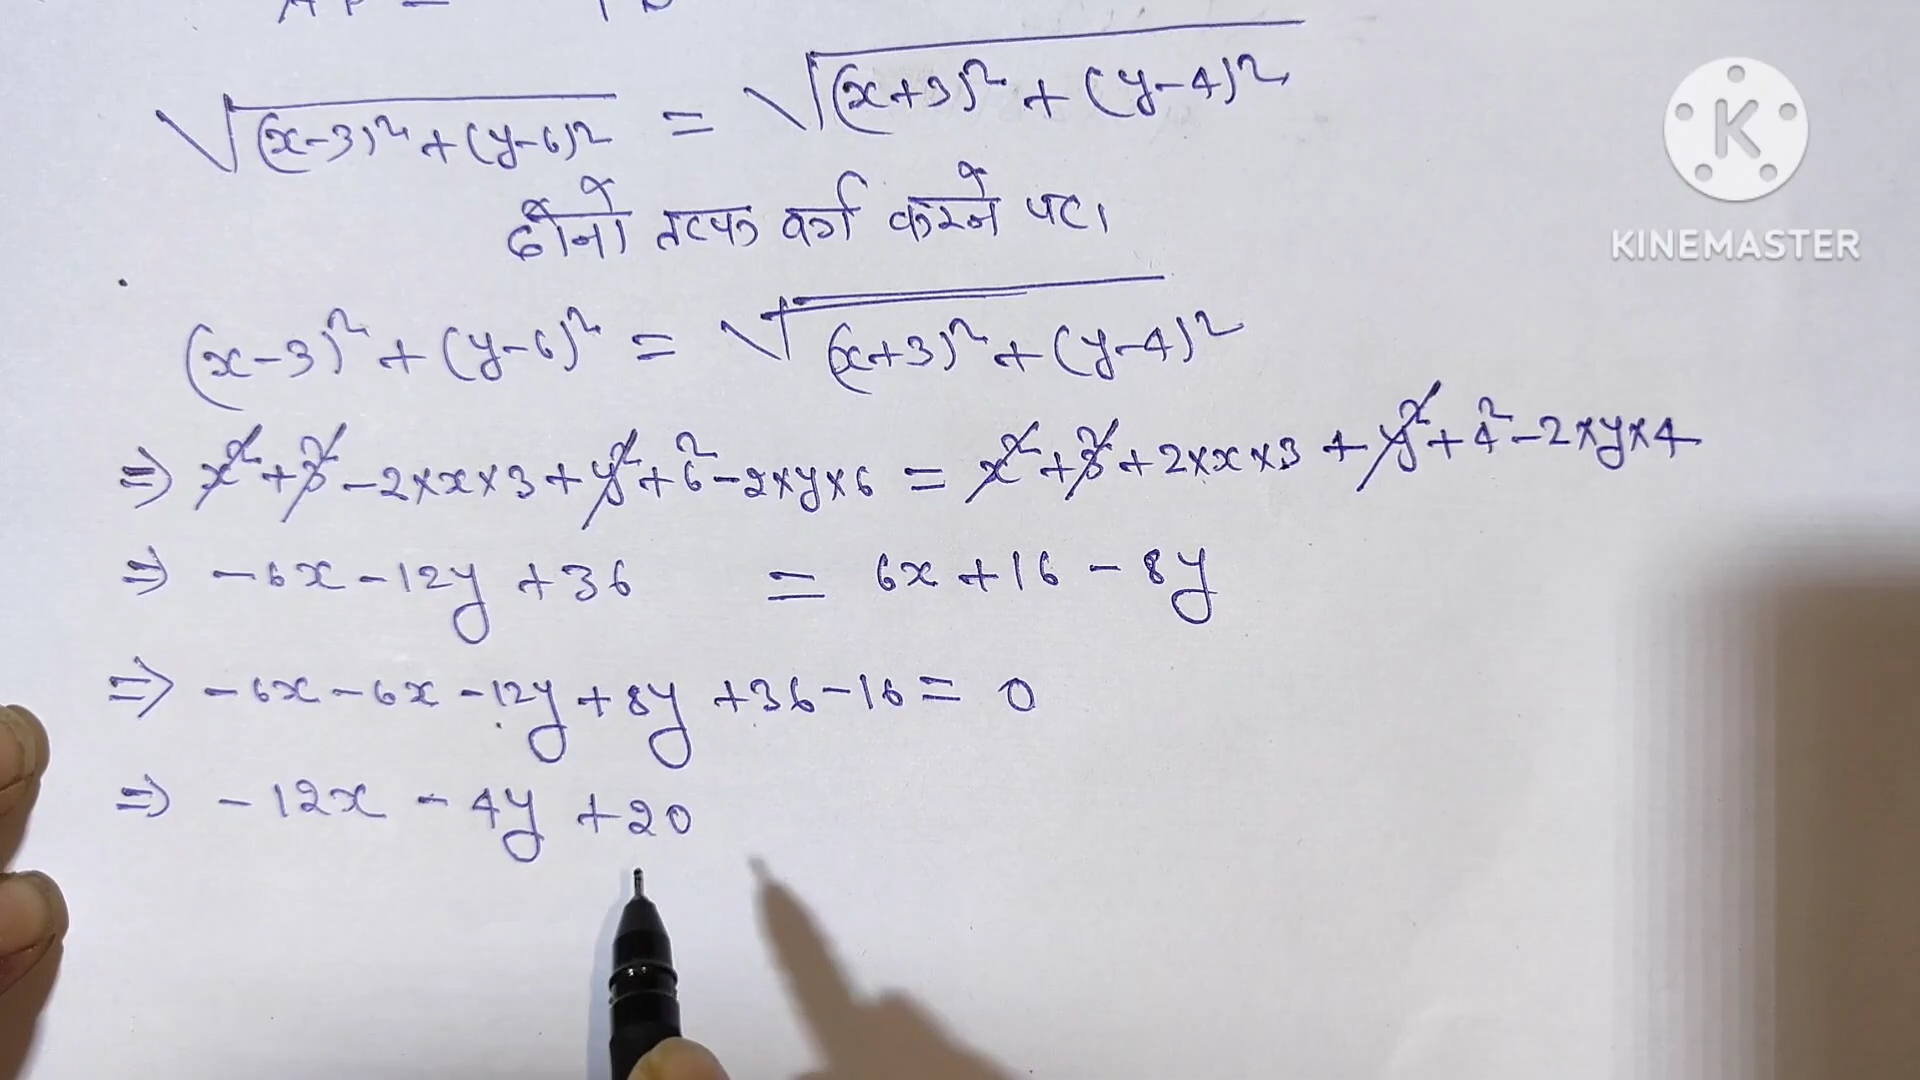 AP =
√(x-3)² + (y-6)² = √(x+3)² + (y-4)²
दोनो तरफ वर्ग करने पर।
(x-3)² + (y-6)² = √(x+3)² + (y-4)²
⇒ x² + 3² - 2×x×3 + y² + 6² - 2×y×6 = x² + 3² + 2×x×3 + y² + 4² - 2×y×4
⇒ -6x - 12y + 36 = 6x + 16 - 8y
⇒ -6x - 6x - 12y + 8y + 36 - 16 = 0
⇒ -12x - 4y + 20
K
KINEMASTER